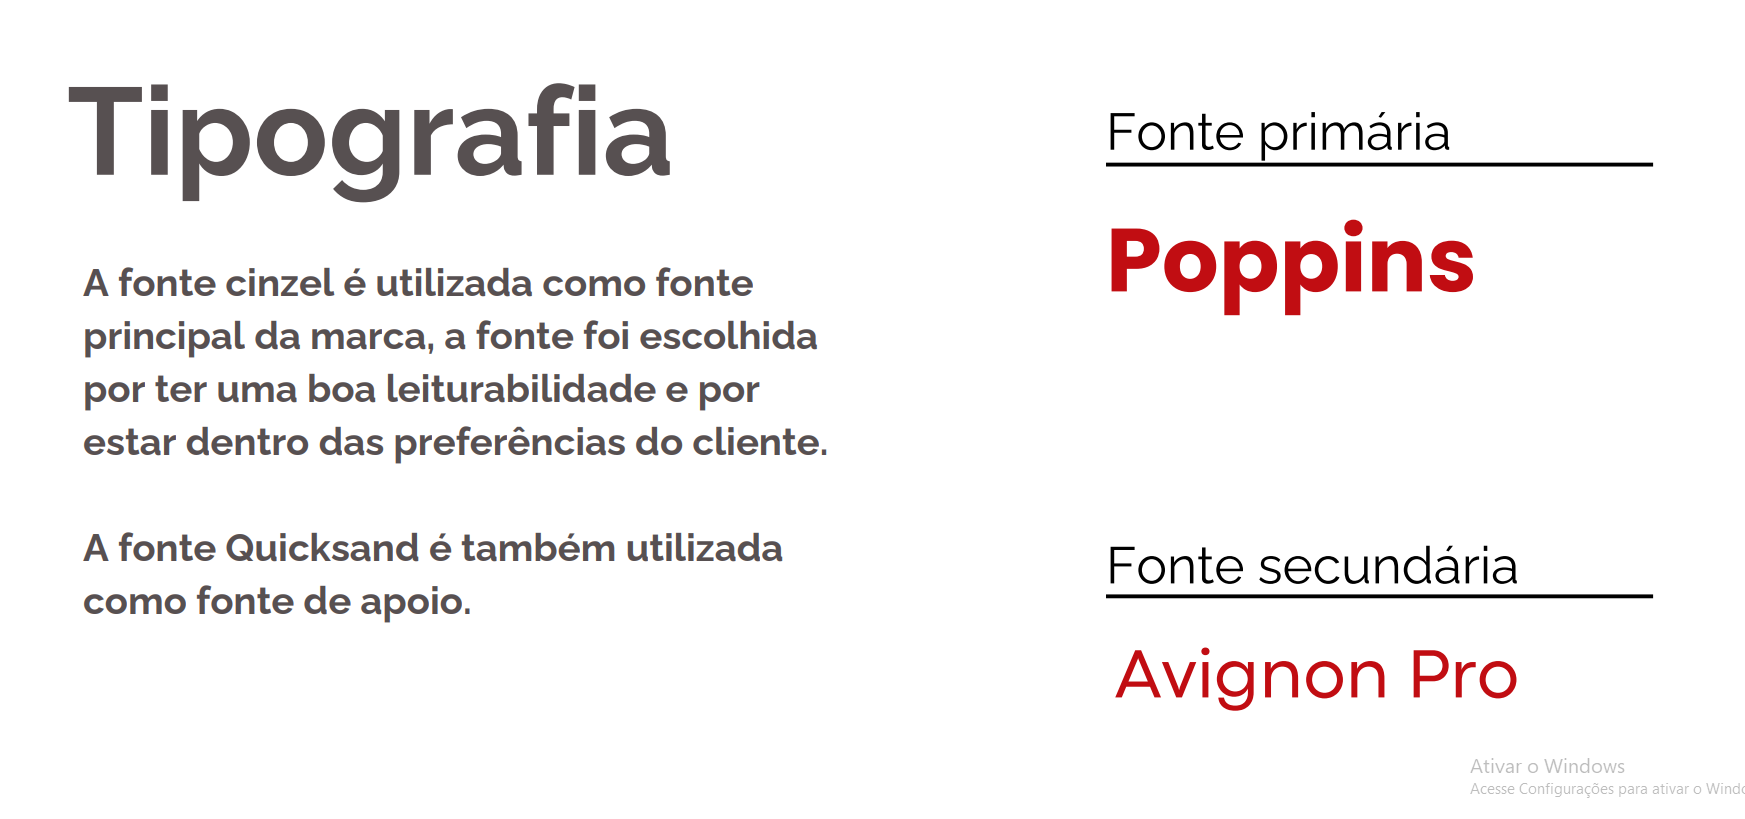 Tipografia
A fonte cinzel é utilizada como fonte
principal da marca, a fonte foi escolhida
por ter uma boa leiturabilidade e por
estar dentro das preferências do cliente.
A fonte Quicksand é também utilizada
como fonte de apoio.
Fonte primária
Poppins
Fonte secundária
Avignon Pro
Ativar o Windows
Acesse Configurações para ativar o